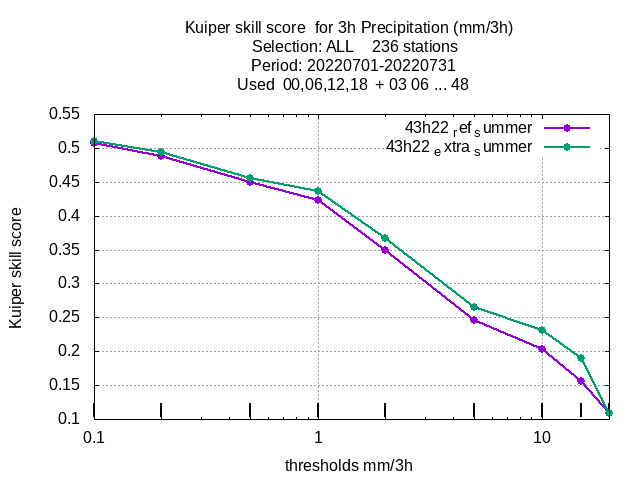 Kuiper skill score  for 3h Precipitation (mm/3h)
Selection: ALL    236 stations
Period: 20220701-20220731
Used  00,06,12,18  + 03 06 ... 48
43h22 ref summer
43h22 extra summer
0.55
0.5
0.45
0.4
0.35
0.3
0.25
0.2
0.15
0.1
Kuiper skill score
0.1
1
10
thresholds mm/3h